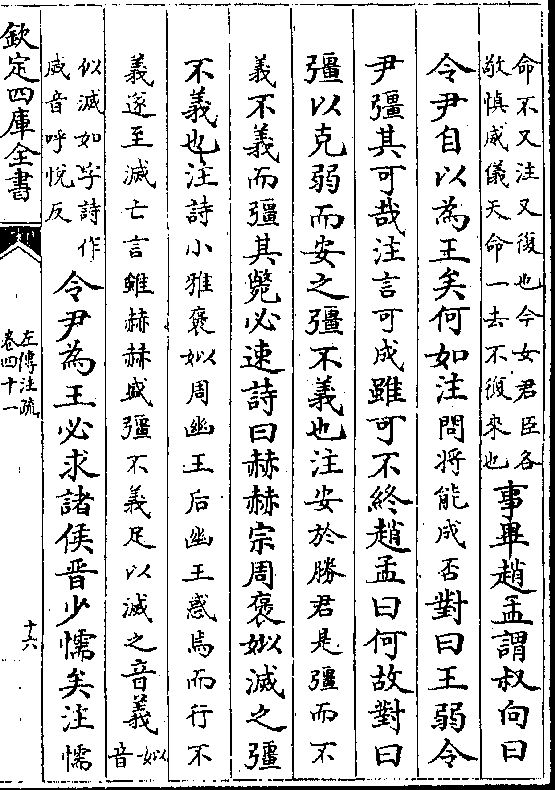 命不又注又復也今女君臣各
敬慎威儀天命一去不復來也
事畢趙孟謂叔向曰
令尹自以為王矣何如注問將能成否對曰王弱令
尹彊其可哉注言可成雖可不終趙孟曰何故對曰
彊以克弱而安之彊不義也注安於勝君是彊而不
義不義而彊其斃必速詩曰赫赫宗周褒姒滅之彊
不義也注詩小雅褒姒周幽王后幽王惑焉而行不
義遂至滅亡言雖赫赫盛彊不義足以滅之音義姒
音
似滅如字詩作
威音呼悅反
令尹為王必求諸侯晉少懦矣注懦
欽定四庫全書
左傳注疏
卷四十一
十六